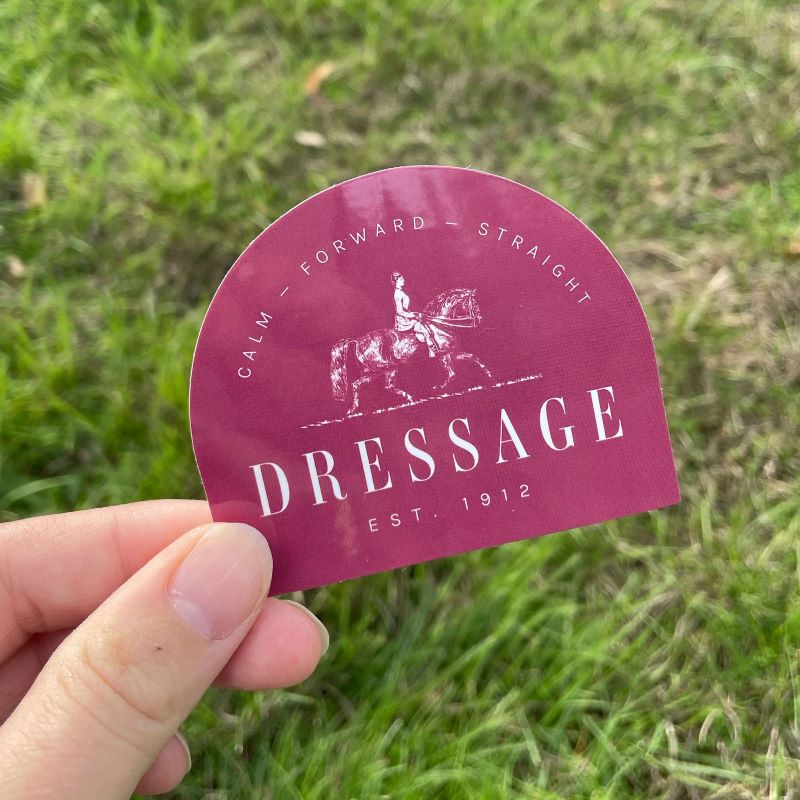 CALM — FORWARD — STRAIGHT
DRESSAGE
EST. 1912